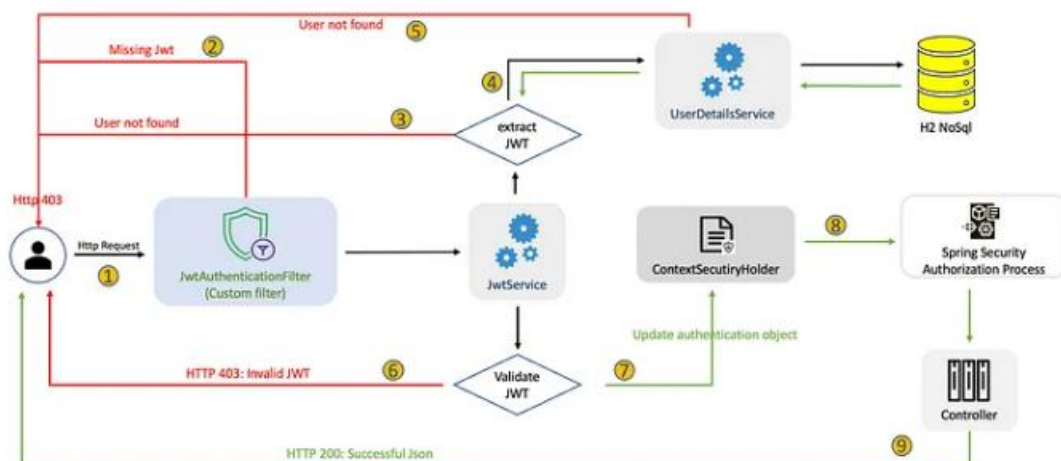 User not found
5
Missing Jwt
2
4
UserDetailsService
H2 NoSql
User not found
3
extract
JWT
Http 403
Http Request
1
JwtAuthenticationFilter
(Custom filter)
JwtService
ContextSecutiryHolder
8
Spring Security
Authorization Process
Update authentication object
HTTP 403: Invalid JWT
6
Validate
JWT
7
Controller
HTTP 200: Successful Json
9